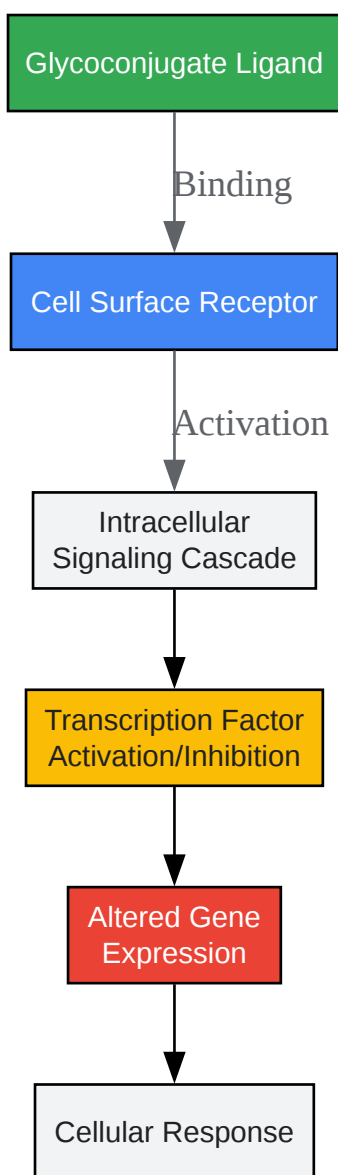 Glycoconjugate Ligand
Binding
Cell Surface Receptor
Activation
Intracellular
Signaling Cascade
Transcription Factor
Activation/Inhibition
Altered Gene
Expression
Cellular Response